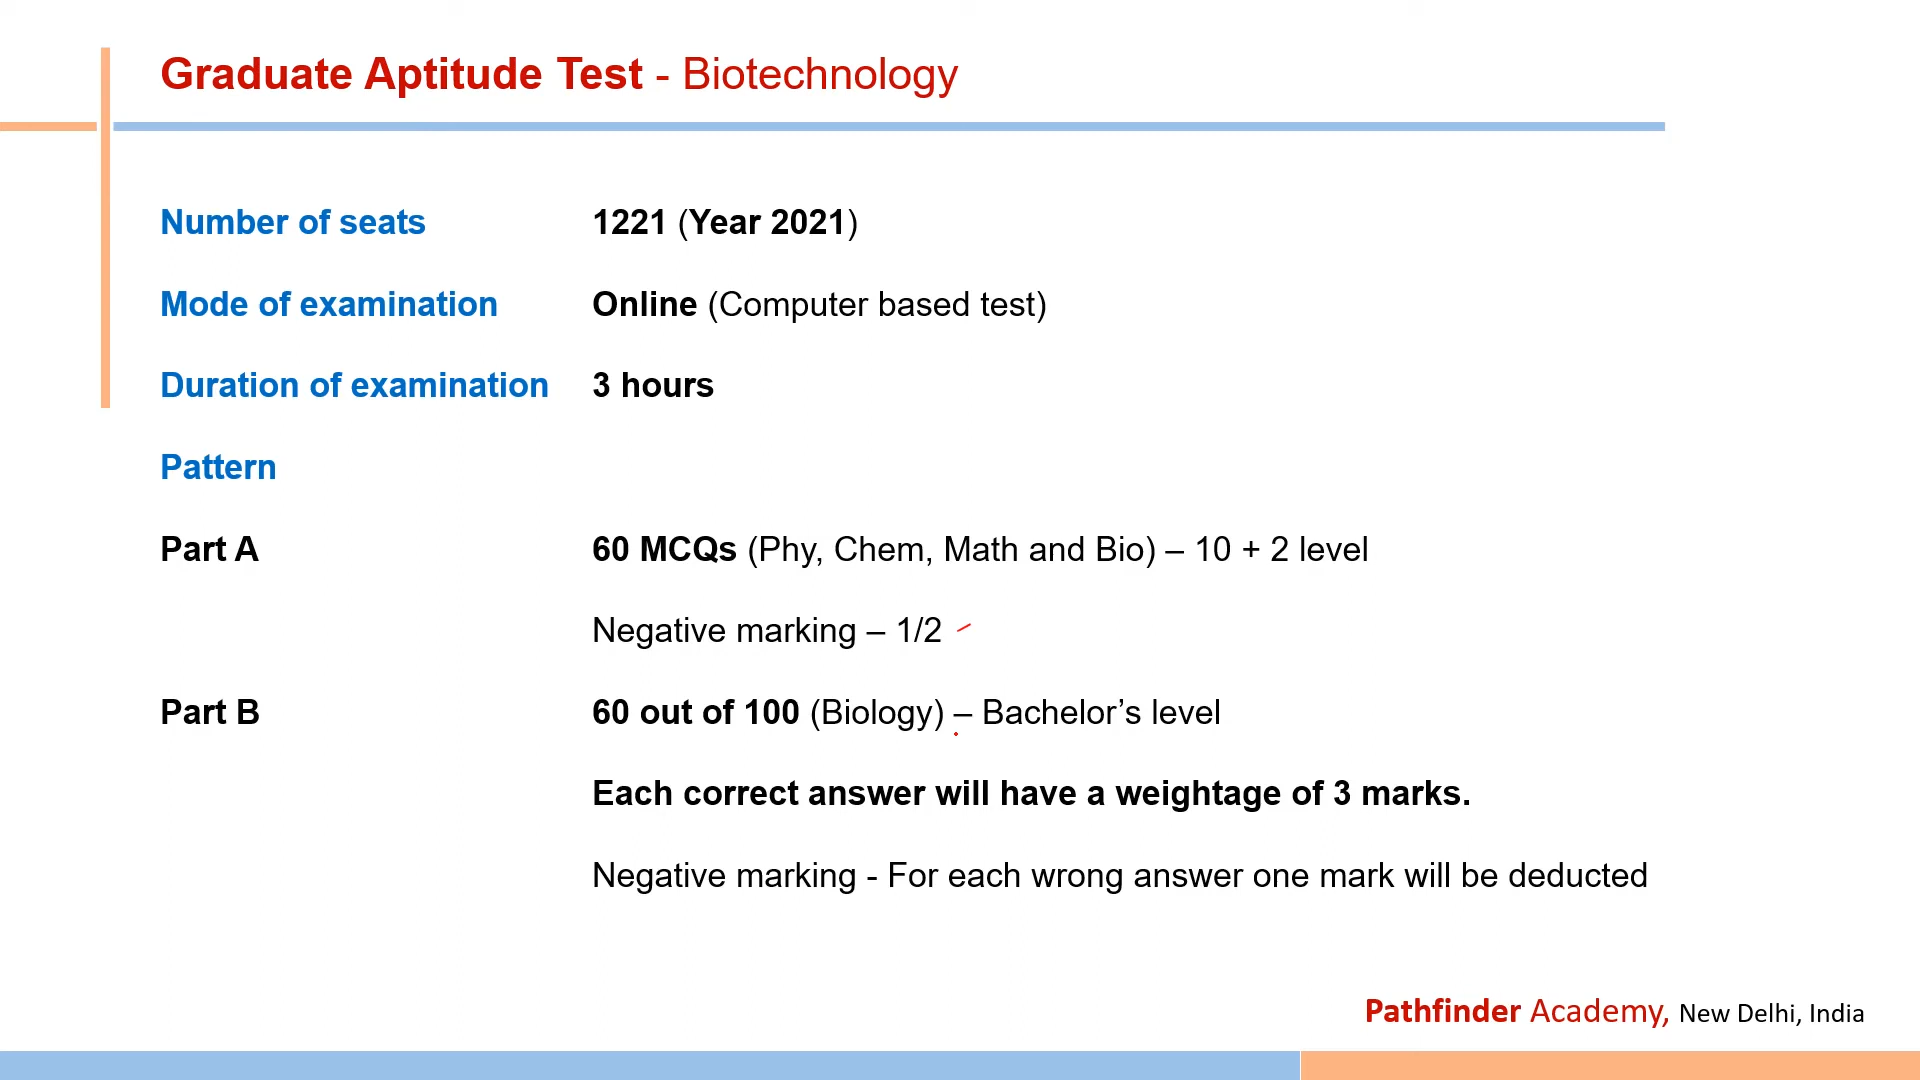 Graduate Aptitude Test - Biotechnology
Number of seats 1221 (Year 2021)
Mode of examination Online (Computer based test)
Duration of examination 3 hours
Pattern
Part A 60 MCQs (Phy, Chem, Math and Bio) – 10 + 2 level
Negative marking – 1/2
Part B 60 out of 100 (Biology) – Bachelor’s level
Each correct answer will have a weightage of 3 marks.
Negative marking - For each wrong answer one mark will be deducted
Pathfinder Academy, New Delhi, India